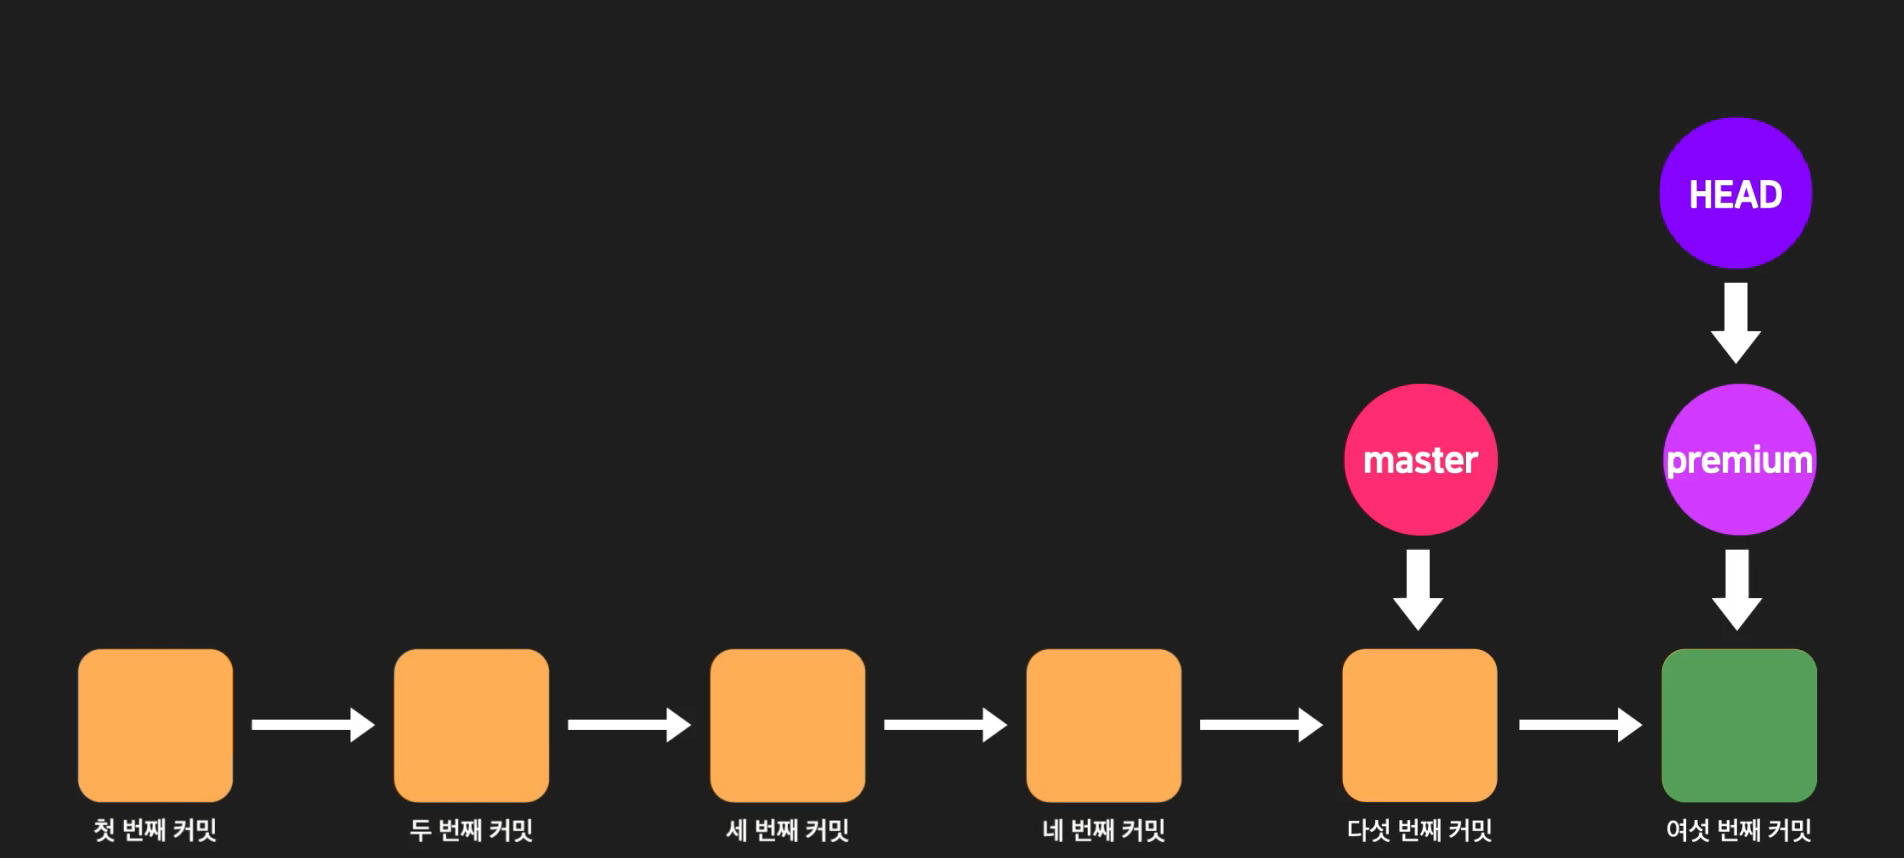 HEAD
master
premium
첫 번째 커밋
두 번째 커밋
세 번째 커밋
네 번째 커밋
다섯 번째 커밋
여섯 번째 커밋